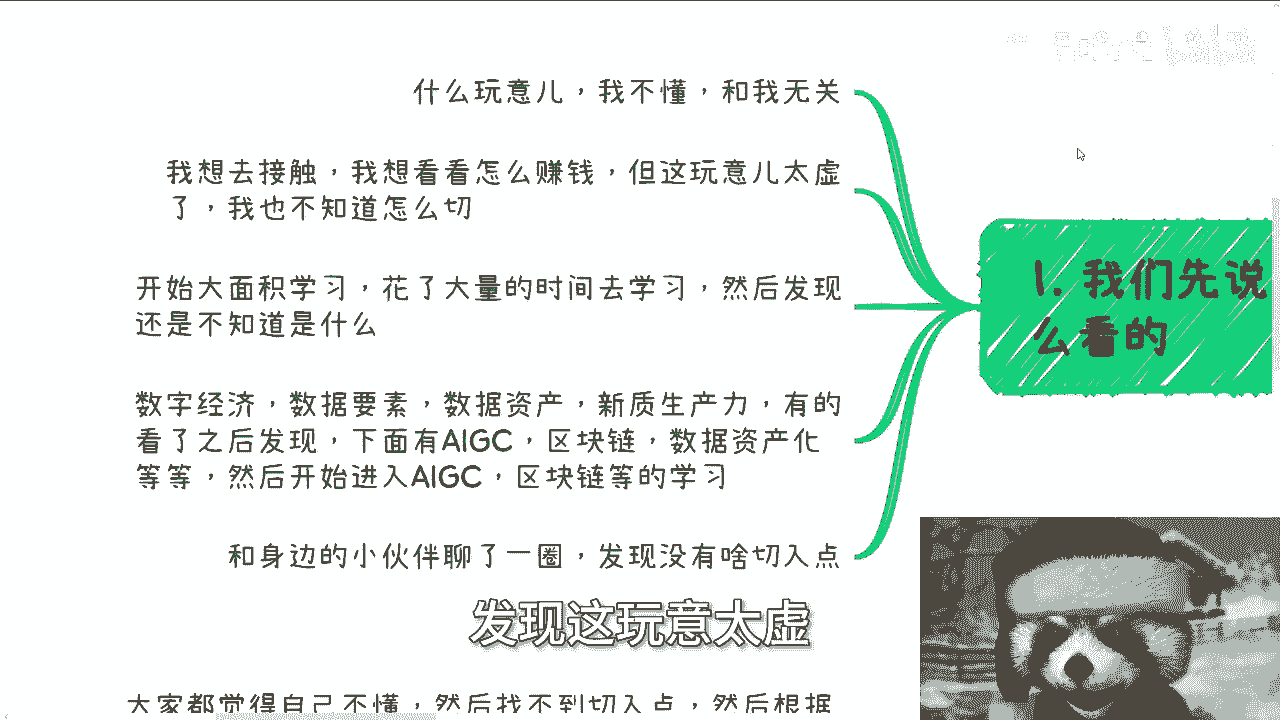 什么玩意儿，我不懂，和我无关
我想去接触，我想看看怎么赚钱，但这玩意儿太虚
了，我也不知道怎么切
开始大面积学习，花了大量的时间去学习，然后发现
还是不知道是什么
数字经济，数据要素，数据资产，新质生产力，有的
看了之后发现，下面有AIGC，区块链，数据资产化
等等，然后开始进入AIGC，区块链等的学习
和身边的小伙伴聊了一圈，发现没有啥切入点
1. 我们先说
么看的
发现这玩意太虚
大家都觉得自己不懂，然后找不到切入点，然后根据